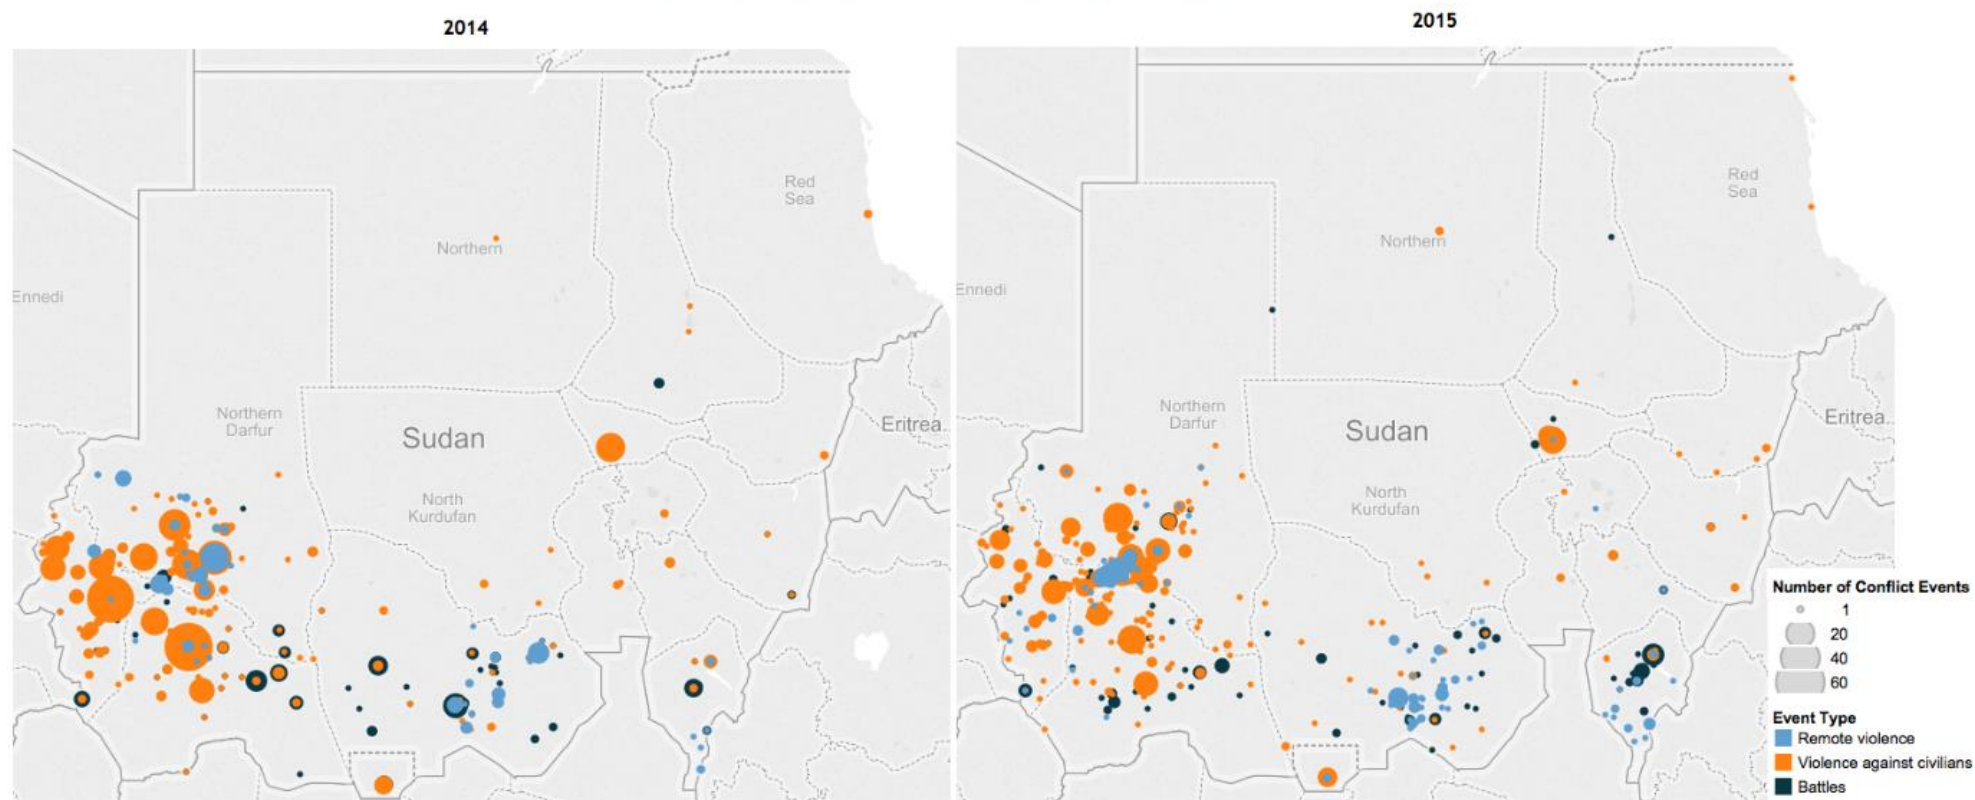 2014
2015
Red
Sea
Northern
Ennedi
Northern
Darfur
Sudan
North
Kurdufan
Eritrea
Red
Sea
Northern
Ennedi
Northern
Darfur
Sudan
North
Kurdufan
Eritrea...
Number of Conflict Events
1
20
40
60
Event Type
Remote violence
Violence against civilians
Battles